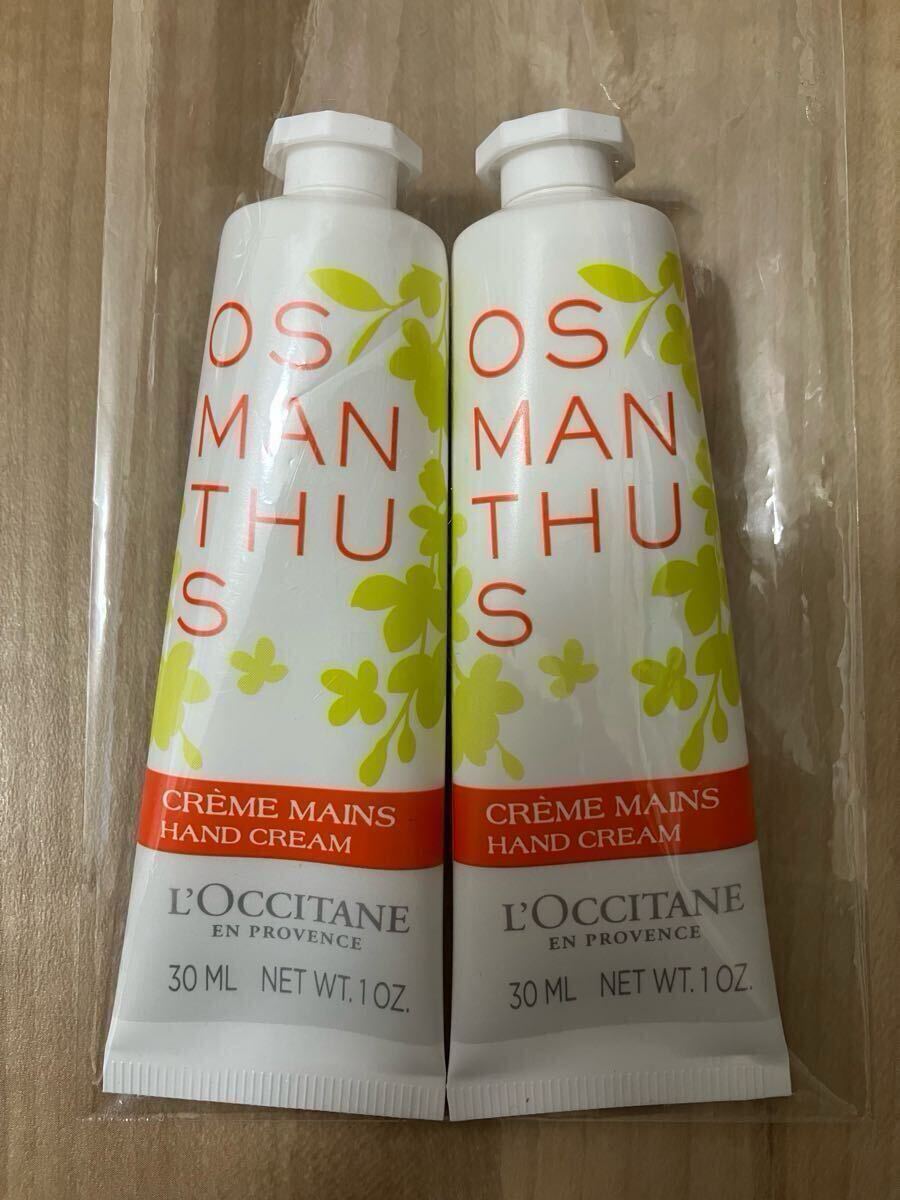 OS
MAN
THU
S
CRÈME MAINS
HAND CREAM
L'OCCITANE
EN PROVENCE
30 ML NET WT. 1 OZ.
OS
MAN
THU
S
CRÈME MAINS
HAND CREAM
L'OCCITANE
EN PROVENCE
30 ML NET WT. 1 OZ.